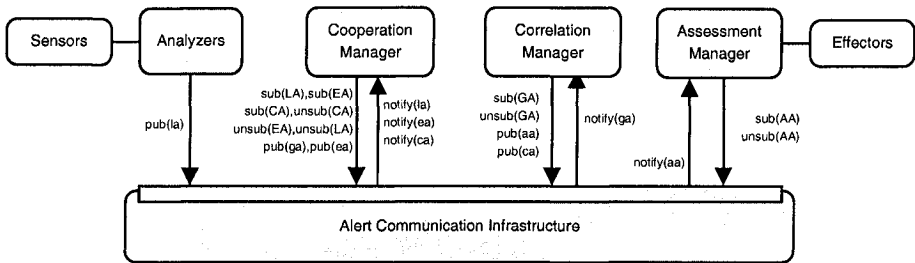 Sensors
Analyzers
Cooperation
Manager
Correlation
Manager
Assessment
Manager
Effectors
pub(la)
sub(LA),sub(EA)
sub(CA),unsub(CA)
unsub(EA),unsub(LA)
pub(ga),pub(ea)
notify(la)
notify(ea)
notify(ca)
sub(GA)
unsub(GA)
pub(aa)
pub(ca)
notify(ga)
notify(aa)
sub(AA)
unsub(AA)
Alert Communication Infrastructure